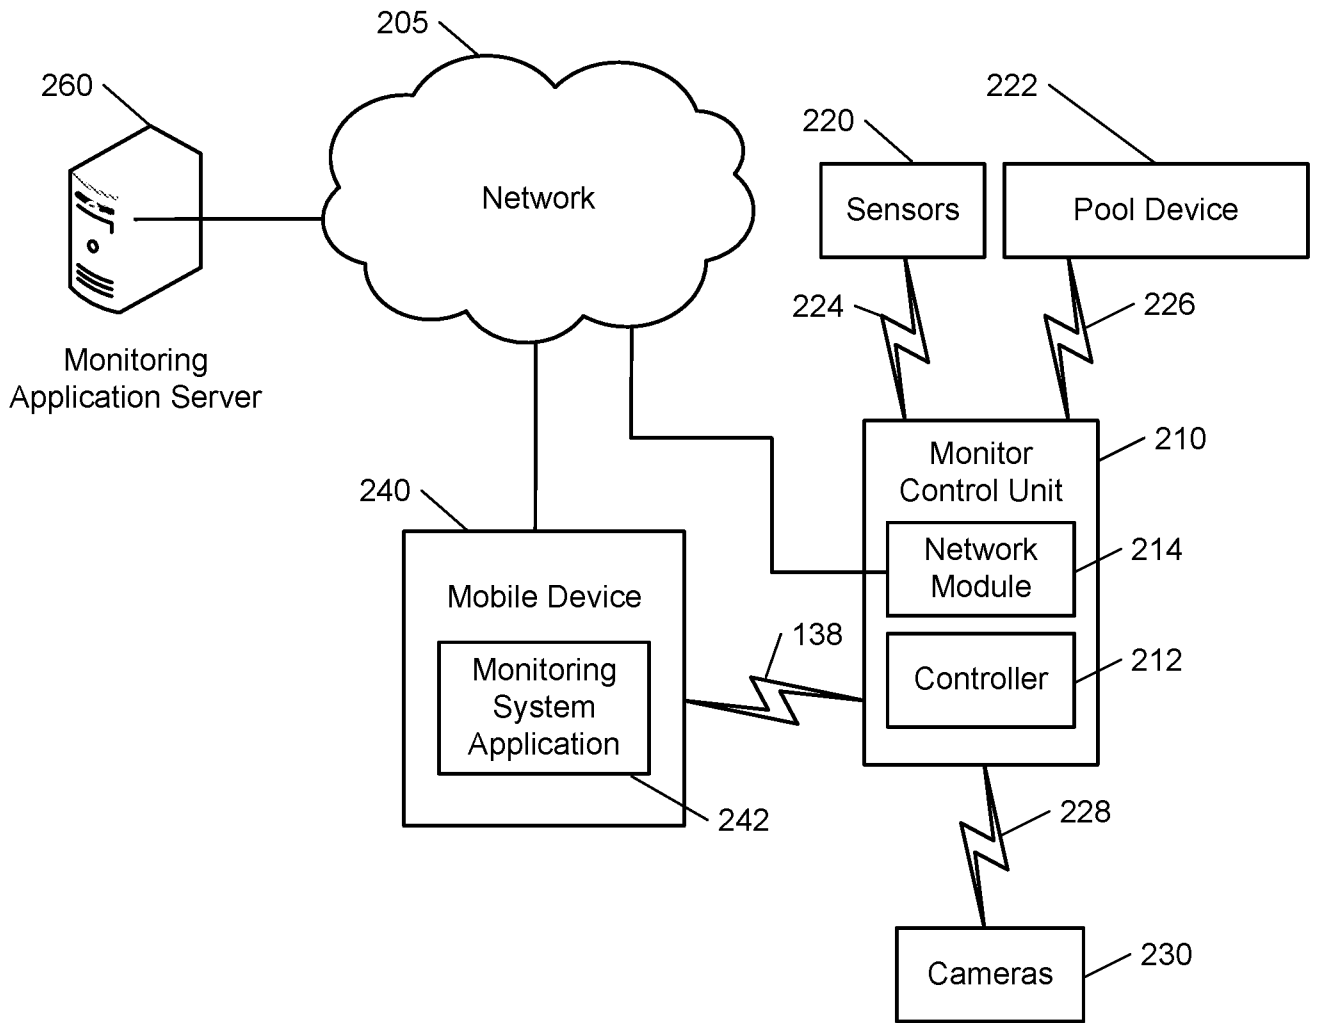 205
260
222
220
Network
Sensors
Pool Device
224
226
Monitoring
Application Server
210
Monitor
Control Unit
240
Network
Module
214
Mobile Device
138
Monitoring
System
Application
Controller
212
242
228
Cameras
230